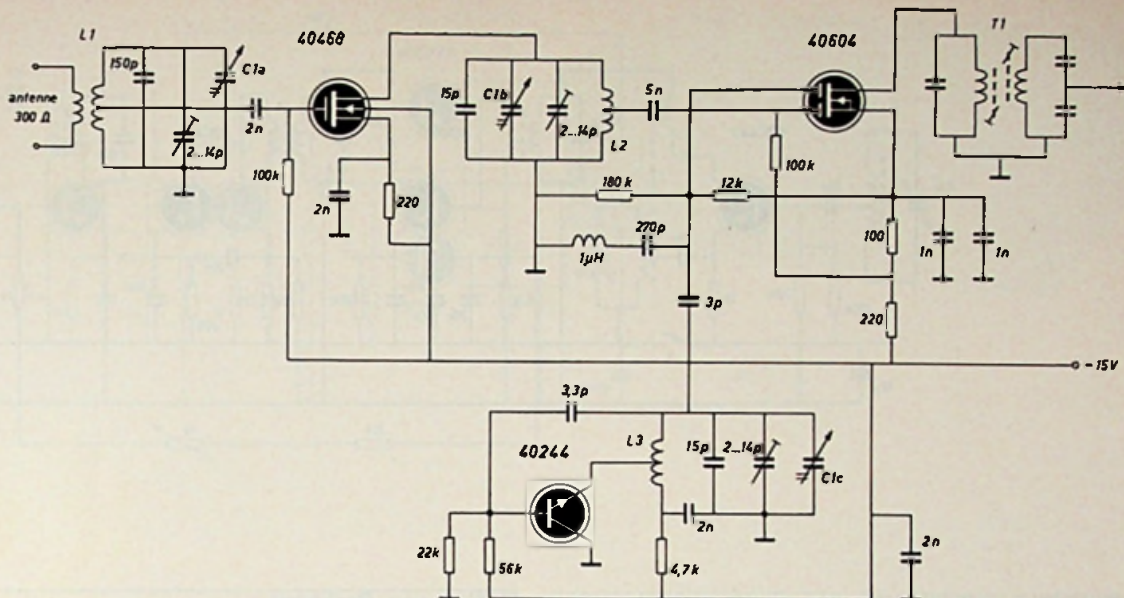 L1
40468
40604
T1
150p
C1a
antenne
300 Ω
2...14p
2n
100k
2n
220
15p
C1b
2...14p
L2
5n
180k
12k
100k
270p
1μH
3p
100
1n
1n
220
-15V
3,3p
40244
L3
15p
2...14p
C1c
2n
22k
56k
4,7k
2n